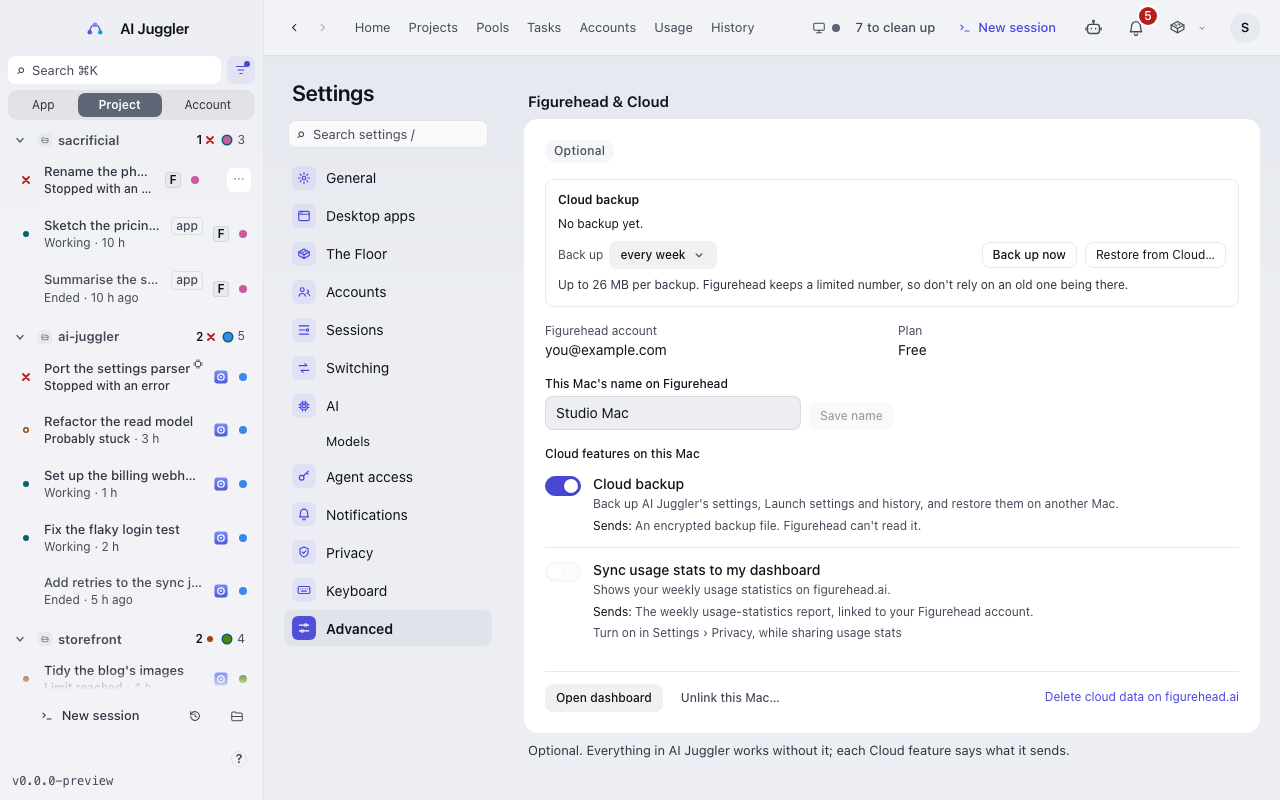 AI Juggler
Search ⌘K
App Project Account
sacrificial 1 3
Rename the ph... F
Stopped with an ...
Sketch the pricin... app F
Working · 10 h
Summarise the s... app F
Ended · 10 h ago
ai-juggler 2 5
Port the settings parser
Stopped with an error
Refactor the read model
Probably stuck · 3 h
Set up the billing webh...
Working · 1 h
Fix the flaky login test
Working · 2 h
Add retries to the sync j...
Ended · 5 h ago
storefront 2 4
Tidy the blog's images
Limit reached · 4 h
New session
?
v0.0.0-preview
Home Projects Pools Tasks Accounts Usage History
7 to clean up
New session
5
S
Settings
Search settings /
General
Desktop apps
The Floor
Accounts
Sessions
Switching
AI
Models
Agent access
Notifications
Privacy
Keyboard
Advanced
Figurehead & Cloud
Optional
Cloud backup
No backup yet.
Back up every week Back up now Restore from Cloud...
Up to 26 MB per backup. Figurehead keeps a limited number, so don't rely on an old one being there.
Figurehead account Plan
you@example.com Free
This Mac's name on Figurehead
Studio Mac Save name
Cloud features on this Mac
Cloud backup
Back up AI Juggler's settings, Launch settings and history, and restore them on another Mac.
Sends: An encrypted backup file. Figurehead can't read it.
Sync usage stats to my dashboard
Shows your weekly usage statistics on figurehead.ai.
Sends: The weekly usage-statistics report, linked to your Figurehead account.
Turn on in Settings › Privacy, while sharing usage stats
Open dashboard Unlink this Mac... Delete cloud data on figurehead.ai
Optional. Everything in AI Juggler works without it; each Cloud feature says what it sends.